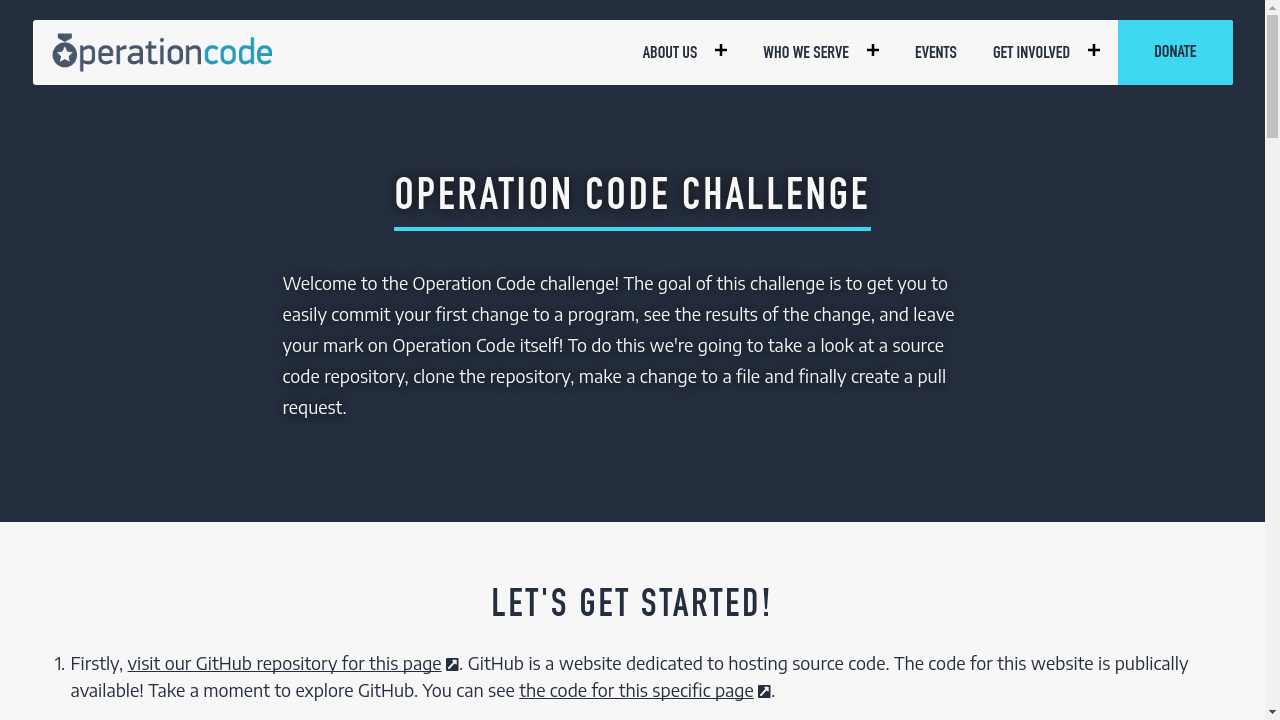 operationcode
ABOUT US
WHO WE SERVE
EVENTS
GET INVOLVED
DONATE
OPERATION CODE CHALLENGE
Welcome to the Operation Code challenge! The goal of this challenge is to get you to
easily commit your first change to a program, see the results of the change, and leave
your mark on Operation Code itself! To do this we're going to take a look at a source
code repository, clone the repository, make a change to a file and finally create a pull
request.
LET'S GET STARTED!
1. Firstly, visit our GitHub repository for this page. GitHub is a website dedicated to hosting source code. The code for this website is publically
available! Take a moment to explore GitHub. You can see the code for this specific page.